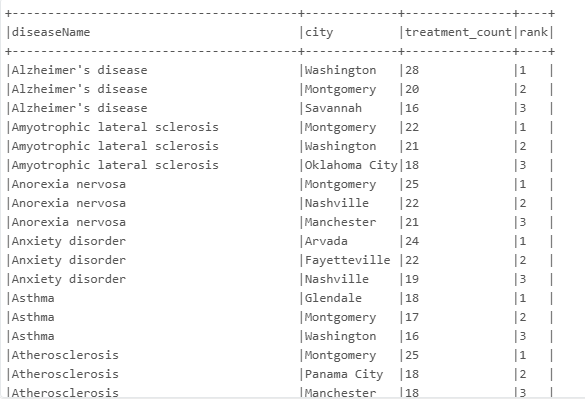 +----------------------------------------+-------------+---------------+----+
|diseaseName                             |city         |treatment_count|rank|
+----------------------------------------+-------------+---------------+----+
|Alzheimer's disease                     |Washington   |28             |1   |
|Alzheimer's disease                     |Montgomery   |20             |2   |
|Alzheimer's disease                     |Savannah     |16             |3   |
|Amyotrophic lateral sclerosis           |Montgomery   |22             |1   |
|Amyotrophic lateral sclerosis           |Washington   |21             |2   |
|Amyotrophic lateral sclerosis           |Oklahoma City|18             |3   |
|Anorexia nervosa                        |Montgomery   |25             |1   |
|Anorexia nervosa                        |Nashville    |22             |2   |
|Anorexia nervosa                        |Manchester   |21             |3   |
|Anxiety disorder                        |Arvada       |24             |1   |
|Anxiety disorder                        |Fayetteville |22             |2   |
|Anxiety disorder                        |Nashville    |19             |3   |
|Asthma                                  |Glendale     |18             |1   |
|Asthma                                  |Montgomery   |17             |2   |
|Asthma                                  |Washington   |16             |3   |
|Atherosclerosis                         |Montgomery   |25             |1   |
|Atherosclerosis                         |Panama City  |18             |2   |
|Atherosclerosis                         |Manchester   |18             |3   |